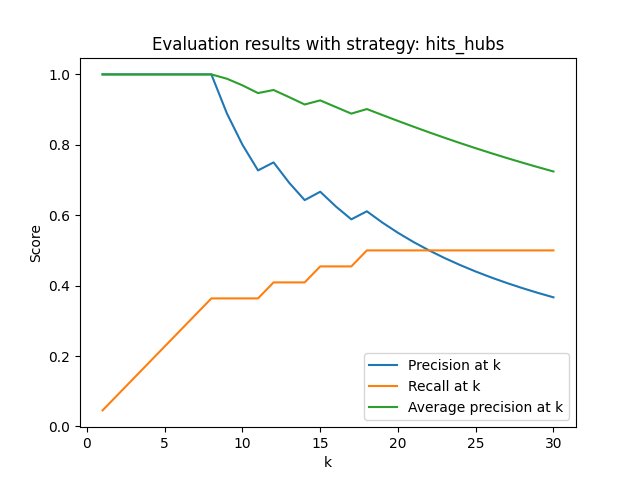 Evaluation results with strategy: hits_hubs
1.0
0.8
0.6
0.4
0.2
0.0
Score
0 5 10 15 20 25 30
k
Precision at k
Recall at k
Average precision at k